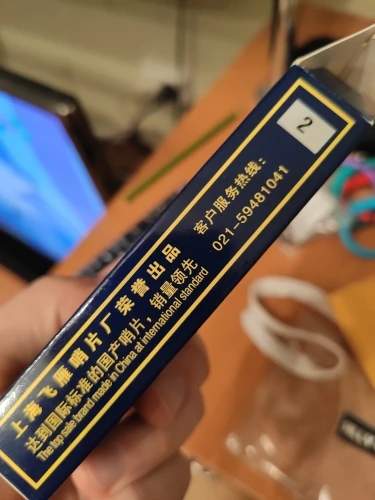 2
上海飞雁哨片厂荣誉出品
客户服务热线：
达到国际标准的国产哨片，销量领先
021-59481041
The top sale brand made in China at international standard